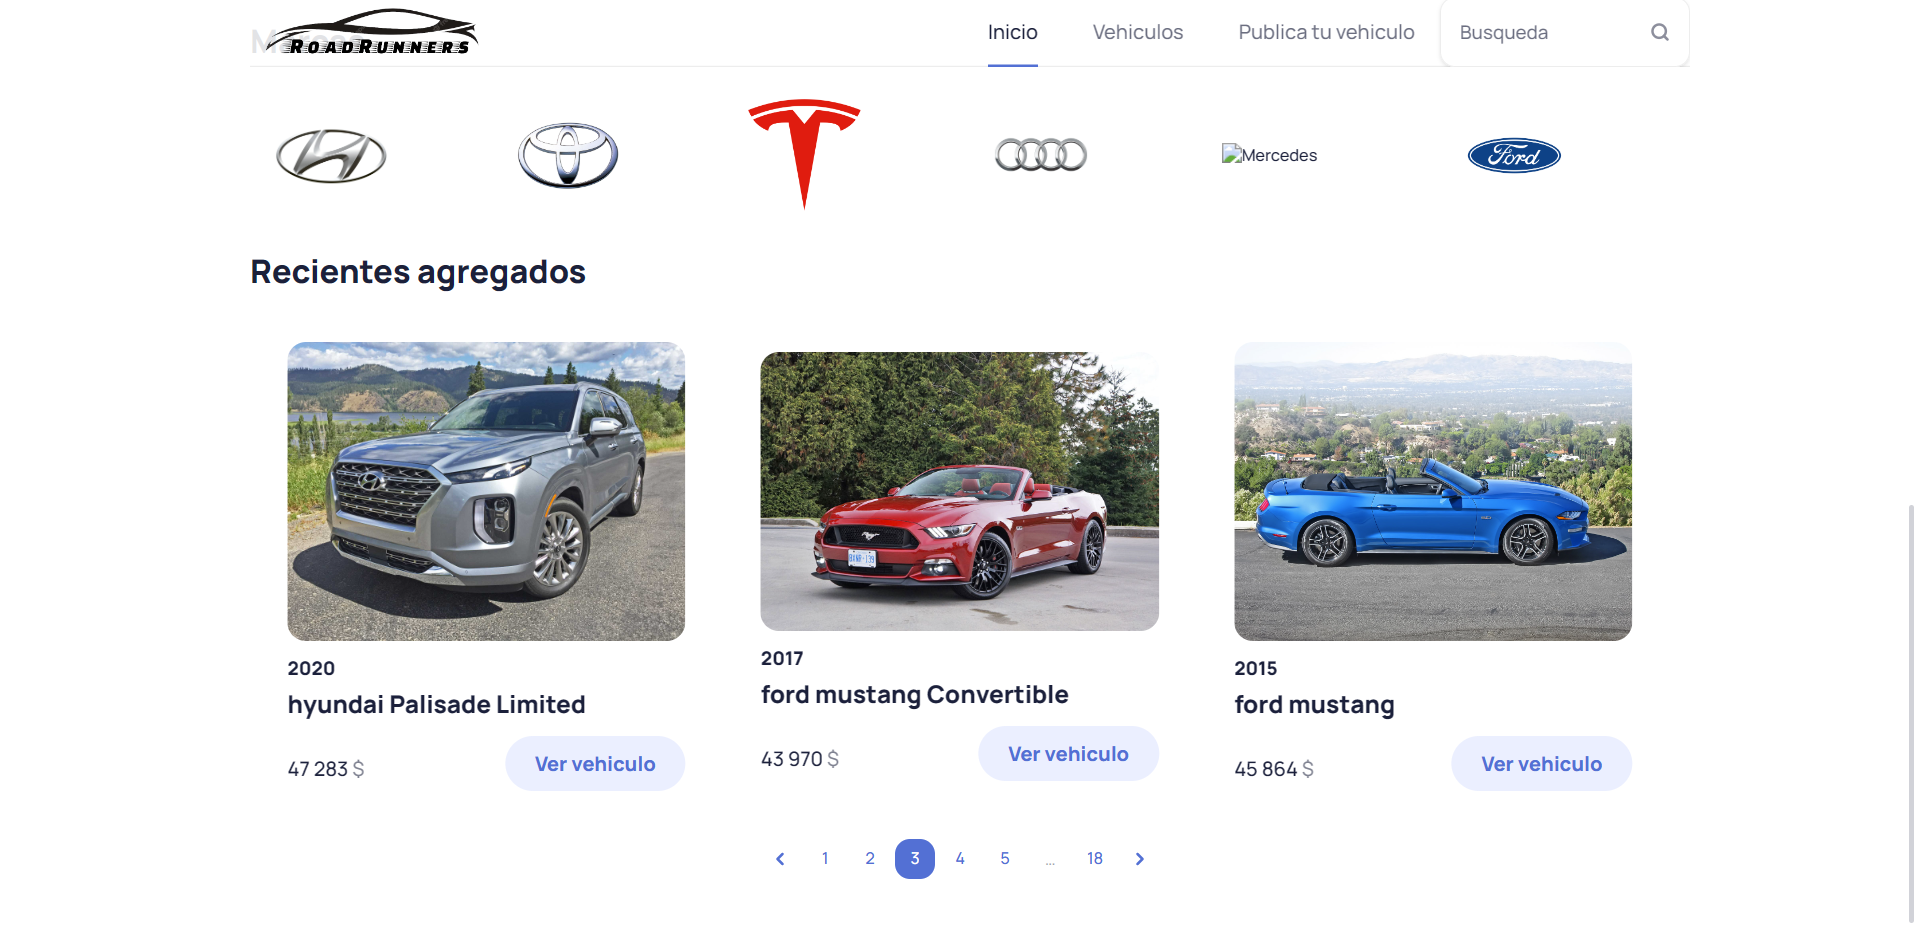 ROADRUNNERS
Inicio
Vehiculos
Publica tu vehiculo
Busqueda
Mercedes
Ford
Recientes agregados
2020
hyundai Palisade Limited
47 283 $
Ver vehiculo
2017
ford mustang Convertible
43 970 $
Ver vehiculo
2015
ford mustang
45 864 $
Ver vehiculo
1 2 3 4 5 ... 18